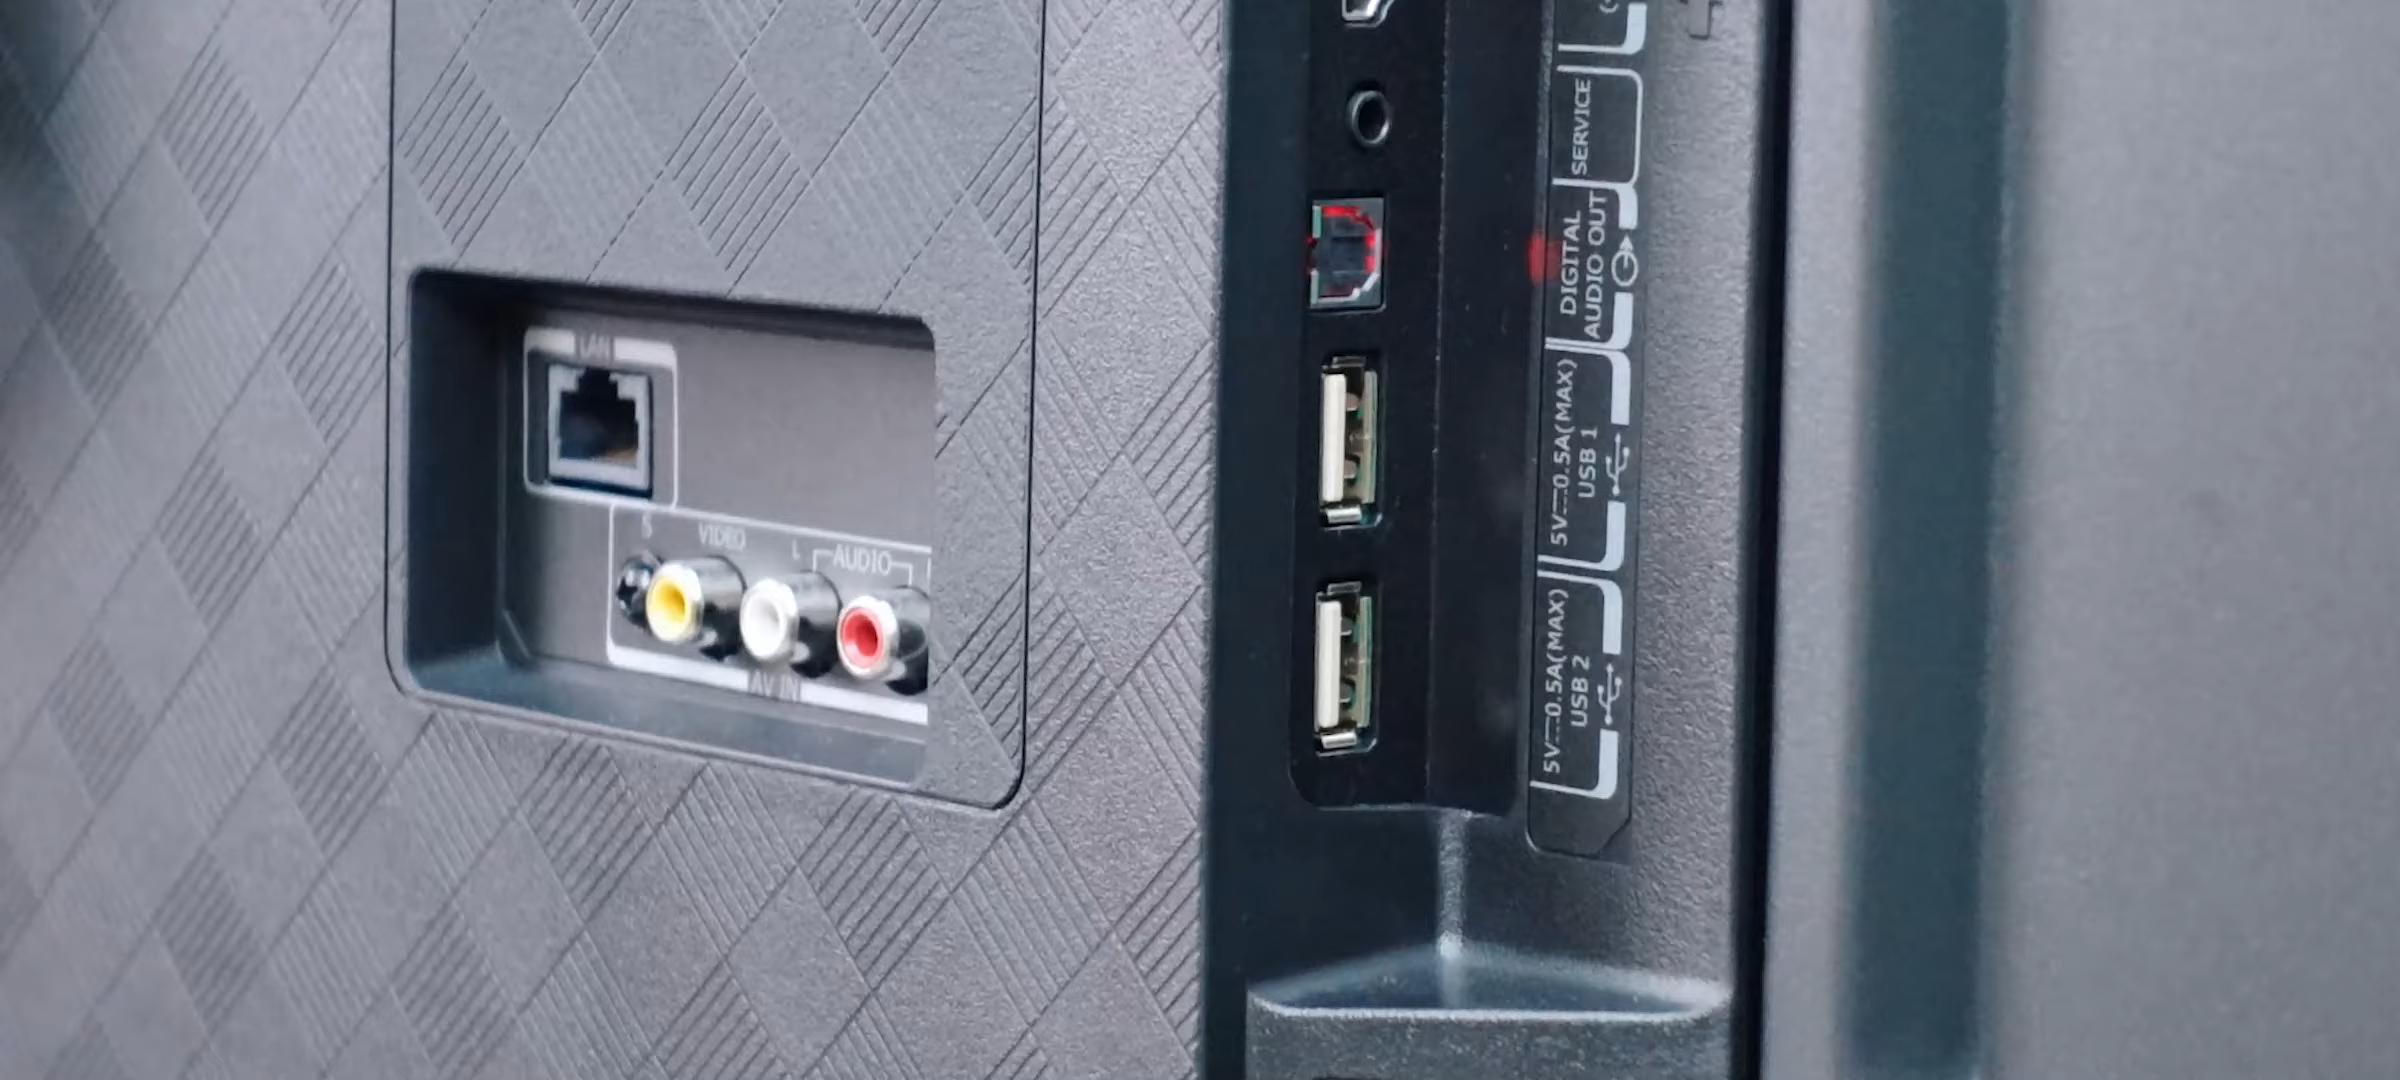 LAN
VIDEO
L
AUDIO
AV IN
SERVICE
DIGITAL
AUDIO OUT
5V⎓0.5A(MAX)
USB 1
5V⎓0.5A(MAX)
USB 2